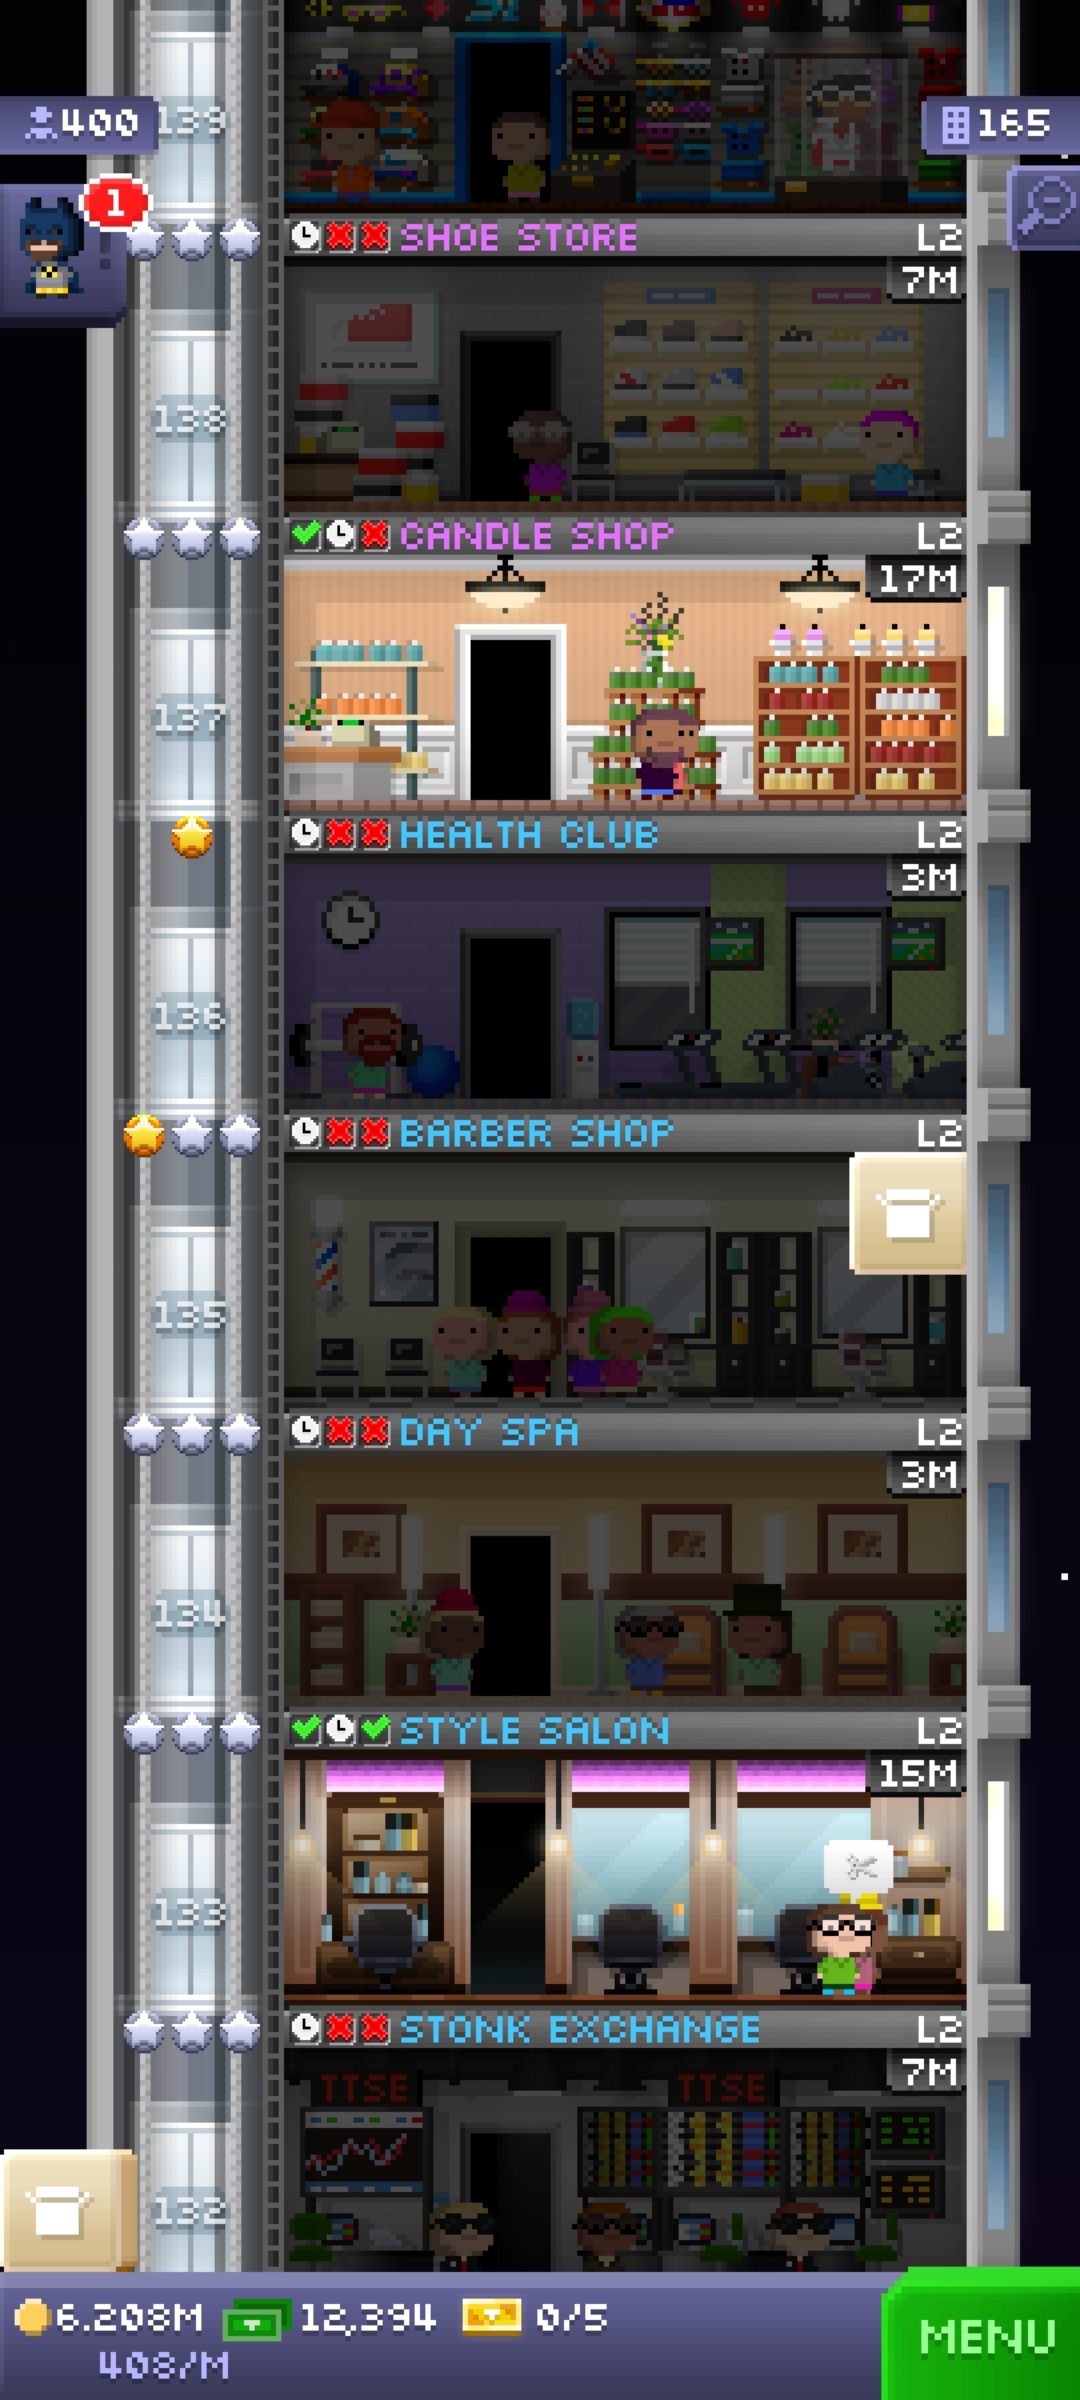 139
400
165
1
SHOE STORE L2
7M
138
CANDLE SHOP L2
17M
137
HEALTH CLUB L2
3M
136
BARBER SHOP L2
135
DAY SPA L2
3M
134
STYLE SALON L2
15M
133
STONK EXCHANGE L2
7M
TTSE TTSE
132
6.208M 12,394 0/5
408/M
MENU